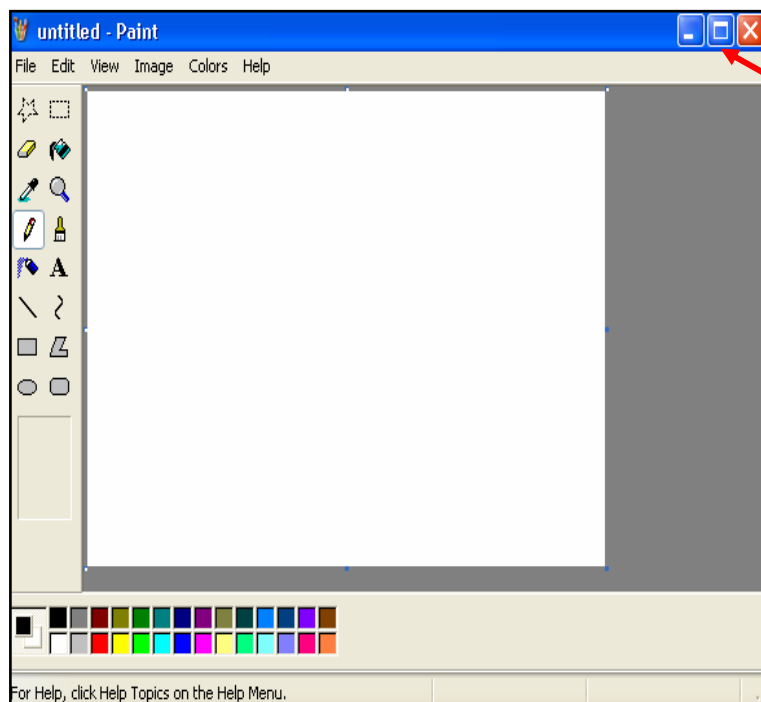 untitled - Paint
File Edit View Image Colors Help
A
For Help, click Help Topics on the Help Menu.